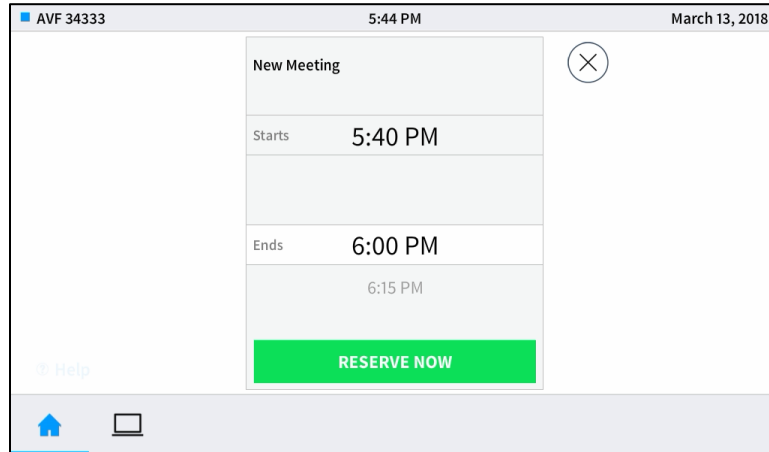 AVF 34333 5:44 PM March 13, 2018
New Meeting
Starts 5:40 PM
Ends 6:00 PM
6:15 PM
RESERVE NOW
Help